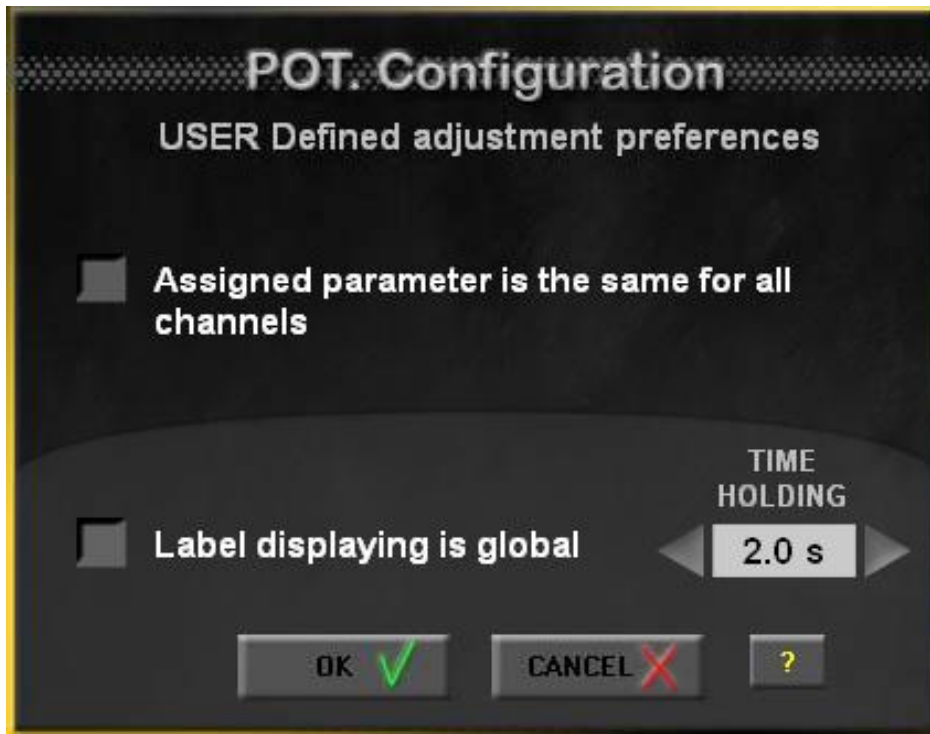 POT. Configuration
USER Defined adjustment preferences
Assigned parameter is the same for all
channels
TIME
HOLDING
Label displaying is global
2.0 s
OK
CANCEL
?